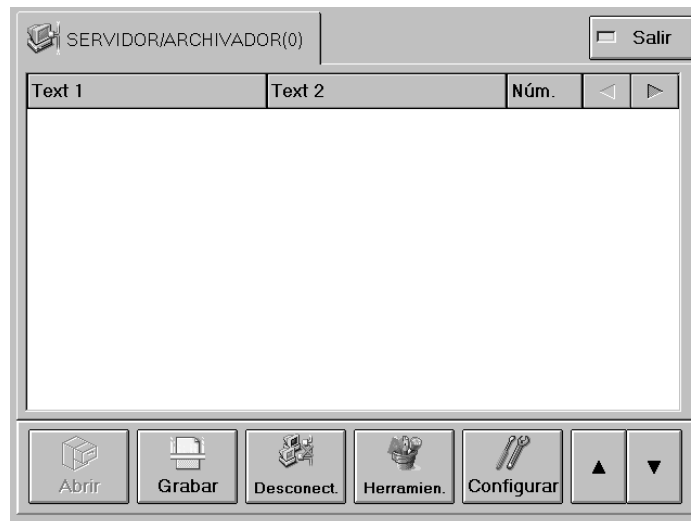 SERVIDOR/ARCHIVADOR(0)
Salir
Text 1 Text 2 Núm.
Abrir Grabar Desconect. Herramien. Configurar